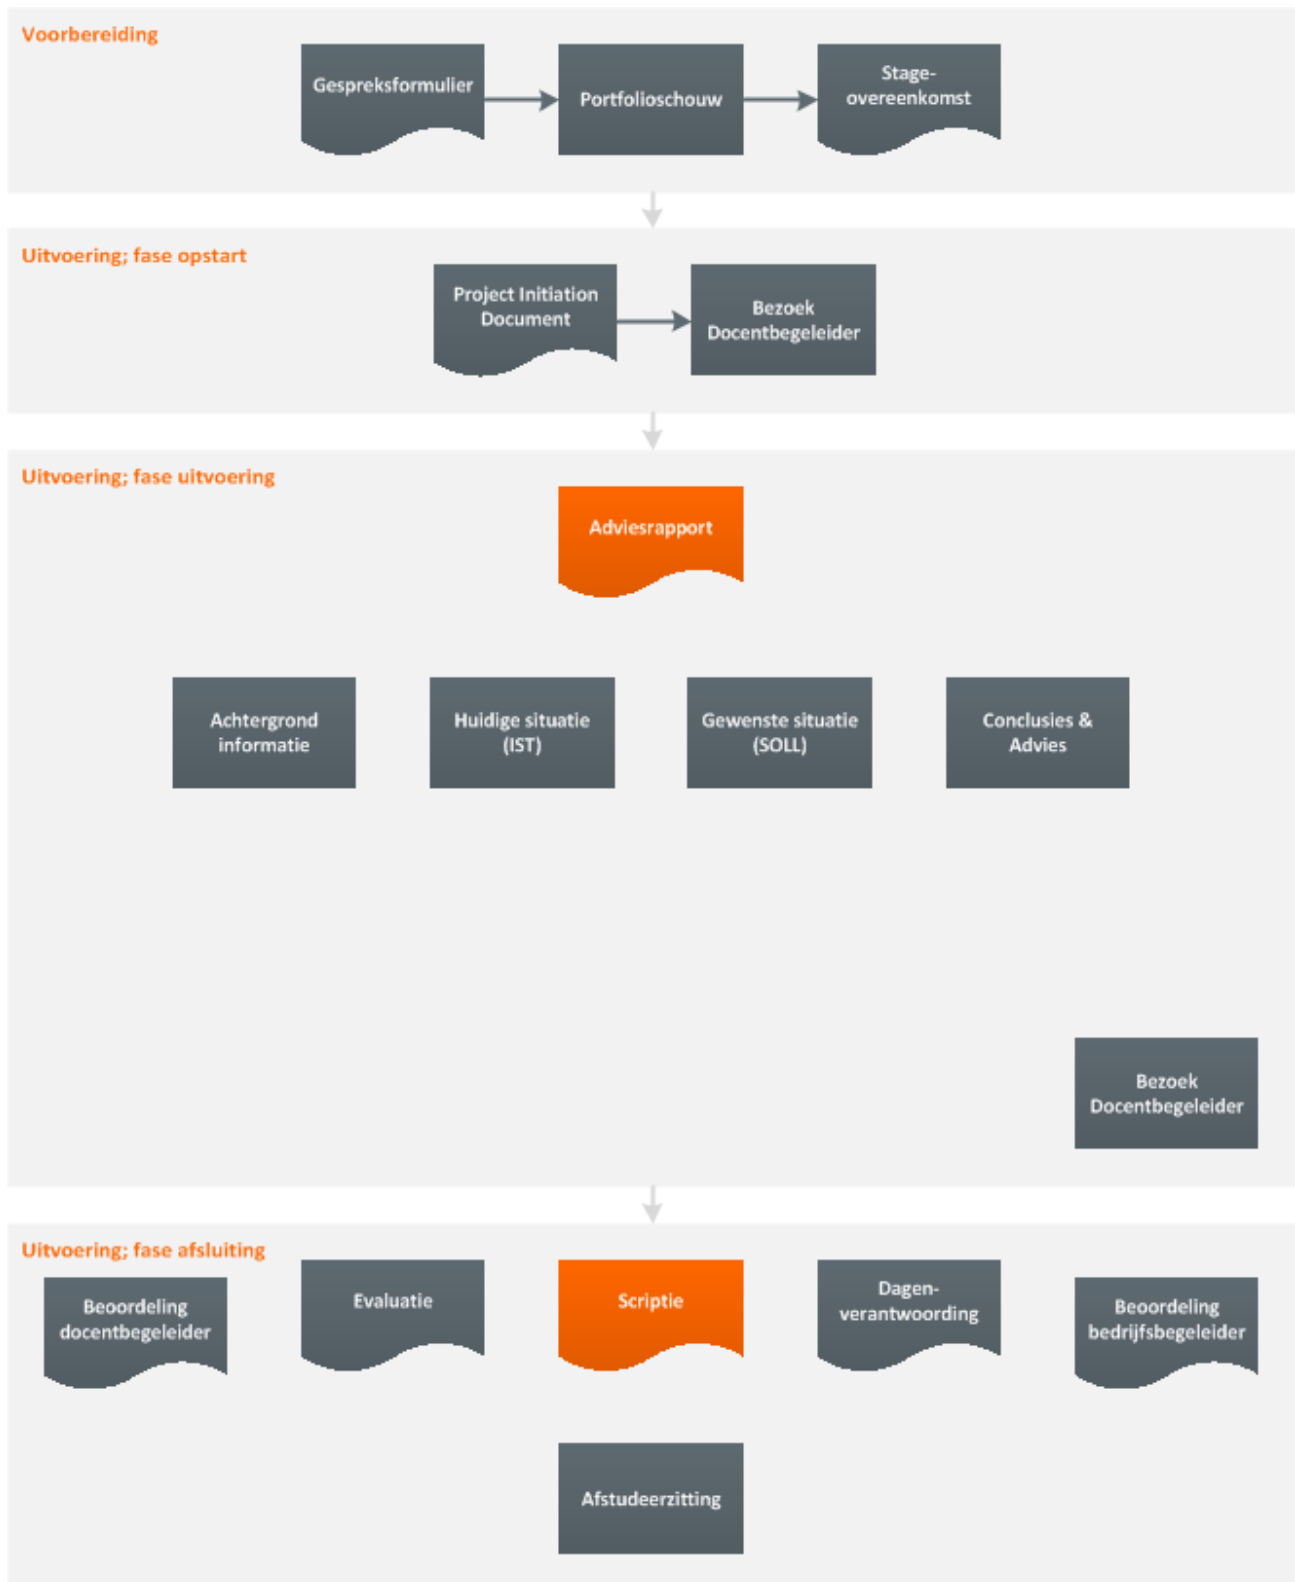 Voorbereiding
Gespreksformulier
Portfolioschouw
Stage-
overeenkomst
Uitvoering; fase opstart
Project Initiation
Document
Bezoek
Docentbegeleider
Uitvoering; fase uitvoering
Adviesrapport
Achtergrond
informatie
Huidige situatie
(IST)
Gewenste situatie
(SOLL)
Conclusies &
Advies
Bezoek
Docentbegeleider
Uitvoering; fase afsluiting
Beoordeling
docentbegeleider
Evaluatie
Scriptie
Dagen-
verantwoording
Beoordeling
bedrijfsbegeleider
Afstudeerzitting